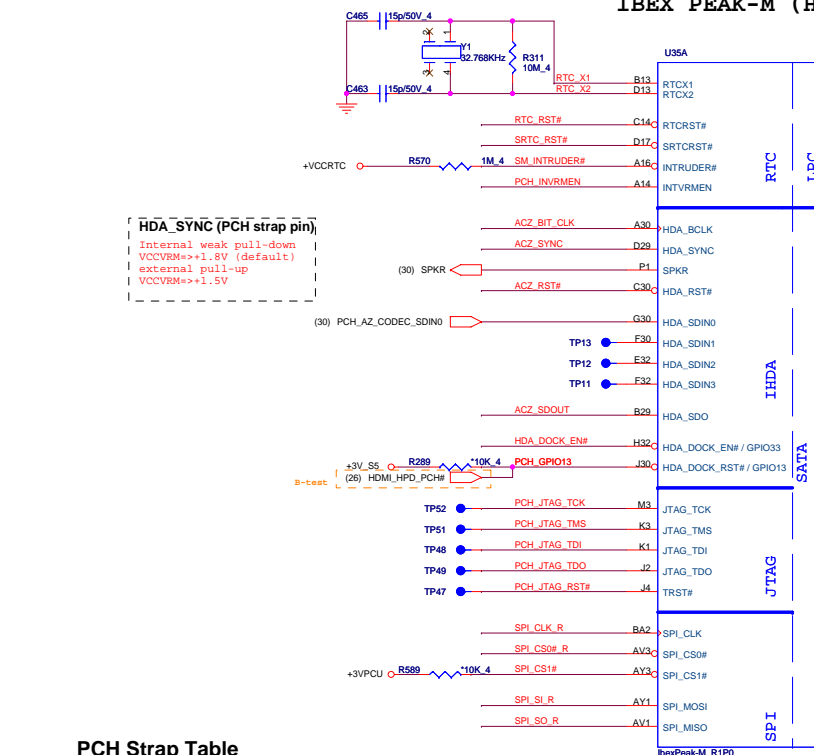 IBEX PEAK-M (H
C465 15p/50V_4
U35A
2 1
Y1
32.768KHz
R311
10M_4
3 4
C463 15p/50V_4
RTC_X1 B13 RTCX1
RTC_X2 D13 RTCX2
RTC_RST# C14 RTCRST#
SRTC_RST# D17 SRTCRST#
+VCCRTC R570 1M_4 SM_INTRUDER# A16 INTRUDER#
PCH_INVRMEN A14 INTVRMEN
RTC
LPC
HDA_SYNC (PCH strap pin)
Internal weak pull-down
VCCVRM=>+1.8V (default)
external pull-up
VCCVRM=>+1.5V
ACZ_BIT_CLK A30 HDA_BCLK
ACZ_SYNC D29 HDA_SYNC
(30) SPKR P1 SPKR
ACZ_RST# C30 HDA_RST#
(30) PCH_AZ_CODEC_SDIN0 G30 HDA_SDIN0
TP13 F30 HDA_SDIN1
TP12 E32 HDA_SDIN2
TP11 F32 HDA_SDIN3
IHDA
ACZ_SDOUT B29 HDA_SDO
HDA_DOCK_EN# H32 HDA_DOCK_EN# / GPIO33
+3V_S5 R289 *10K_4 PCH_GPIO13 J30 HDA_DOCK_RST# / GPIO13
SATA
B-test (26) HDMI_HPD_PCH#
TP52 PCH_JTAG_TCK M3 JTAG_TCK
TP51 PCH_JTAG_TMS K3 JTAG_TMS
TP48 PCH_JTAG_TDI K1 JTAG_TDI
TP49 PCH_JTAG_TDO J2 JTAG_TDO
TP47 PCH_JTAG_RST# J4 TRST#
JTAG
SPI_CLK_R BA2 SPI_CLK
SPI_CS0#_R AV3 SPI_CS0#
+3VPCU R589 *10K_4 SPI_CS1# AY3 SPI_CS1#
SPI_SI_R AY1 SPI_MOSI
SPI_SO_R AV1 SPI_MISO
SPI
PCH Strap Table
IbexPeak-M_R1P0